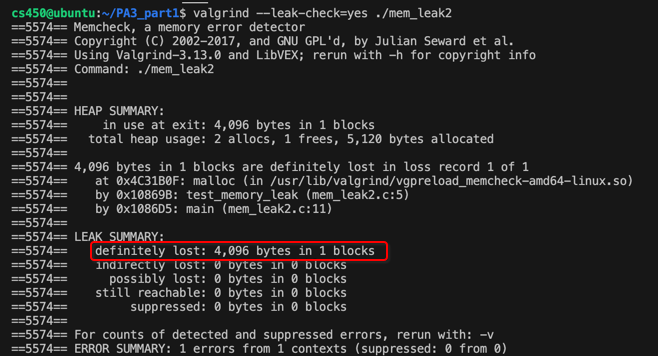 cs450@ubuntu:~/PA3_part1$ valgrind --leak-check=yes ./mem_leak2
==5574== Memcheck, a memory error detector
==5574== Copyright (C) 2002-2017, and GNU GPL'd, by Julian Seward et al.
==5574== Using Valgrind-3.13.0 and LibVEX; rerun with -h for copyright info
==5574== Command: ./mem_leak2
==5574==
==5574==
==5574== HEAP SUMMARY:
==5574==     in use at exit: 4,096 bytes in 1 blocks
==5574==   total heap usage: 2 allocs, 1 frees, 5,120 bytes allocated
==5574==
==5574== 4,096 bytes in 1 blocks are definitely lost in loss record 1 of 1
==5574==    at 0x4C31B0F: malloc (in /usr/lib/valgrind/vgpreload_memcheck-amd64-linux.so)
==5574==    by 0x10869B: test_memory_leak (mem_leak2.c:5)
==5574==    by 0x1086D5: main (mem_leak2.c:11)
==5574==
==5574== LEAK SUMMARY:
==5574==    definitely lost: 4,096 bytes in 1 blocks
==5574==    indirectly lost: 0 bytes in 0 blocks
==5574==      possibly lost: 0 bytes in 0 blocks
==5574==    still reachable: 0 bytes in 0 blocks
==5574==         suppressed: 0 bytes in 0 blocks
==5574==
==5574== For counts of detected and suppressed errors, rerun with: -v
==5574== ERROR SUMMARY: 1 errors from 1 contexts (suppressed: 0 from 0)